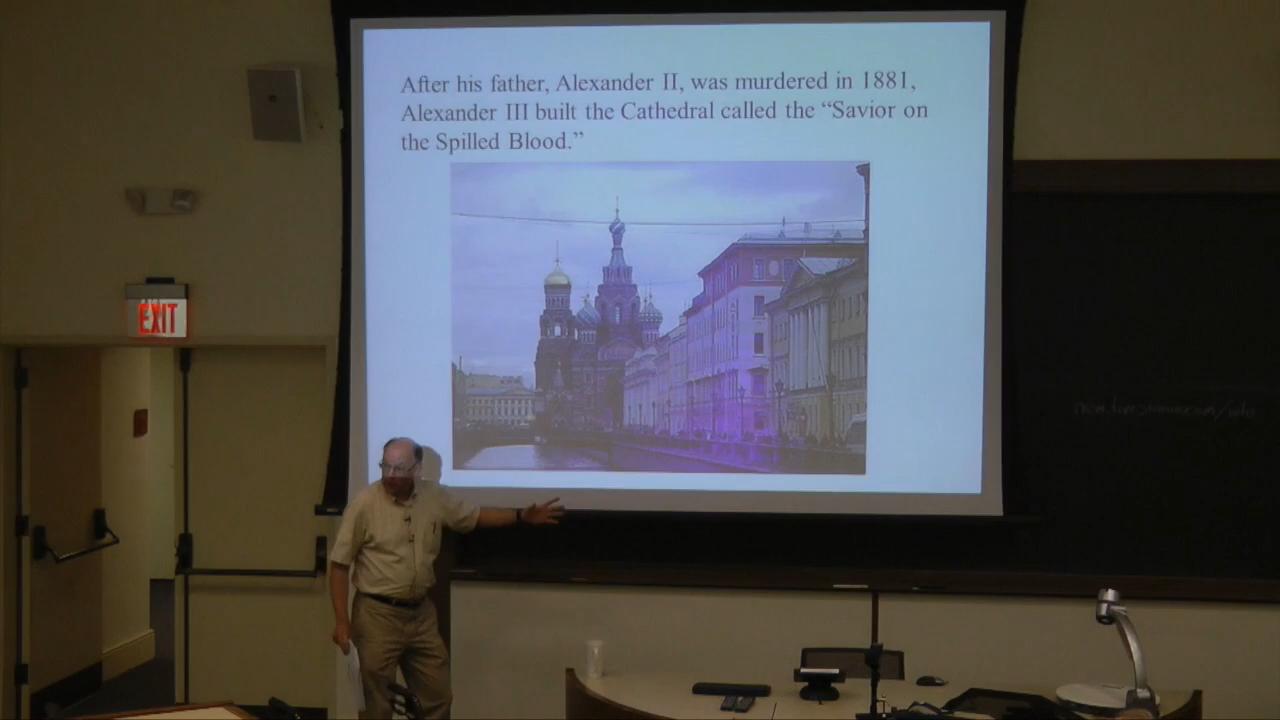 After his father, Alexander II, was murdered in 1881,
Alexander III built the Cathedral called the “Savior on
the Spilled Blood.”
EXIT